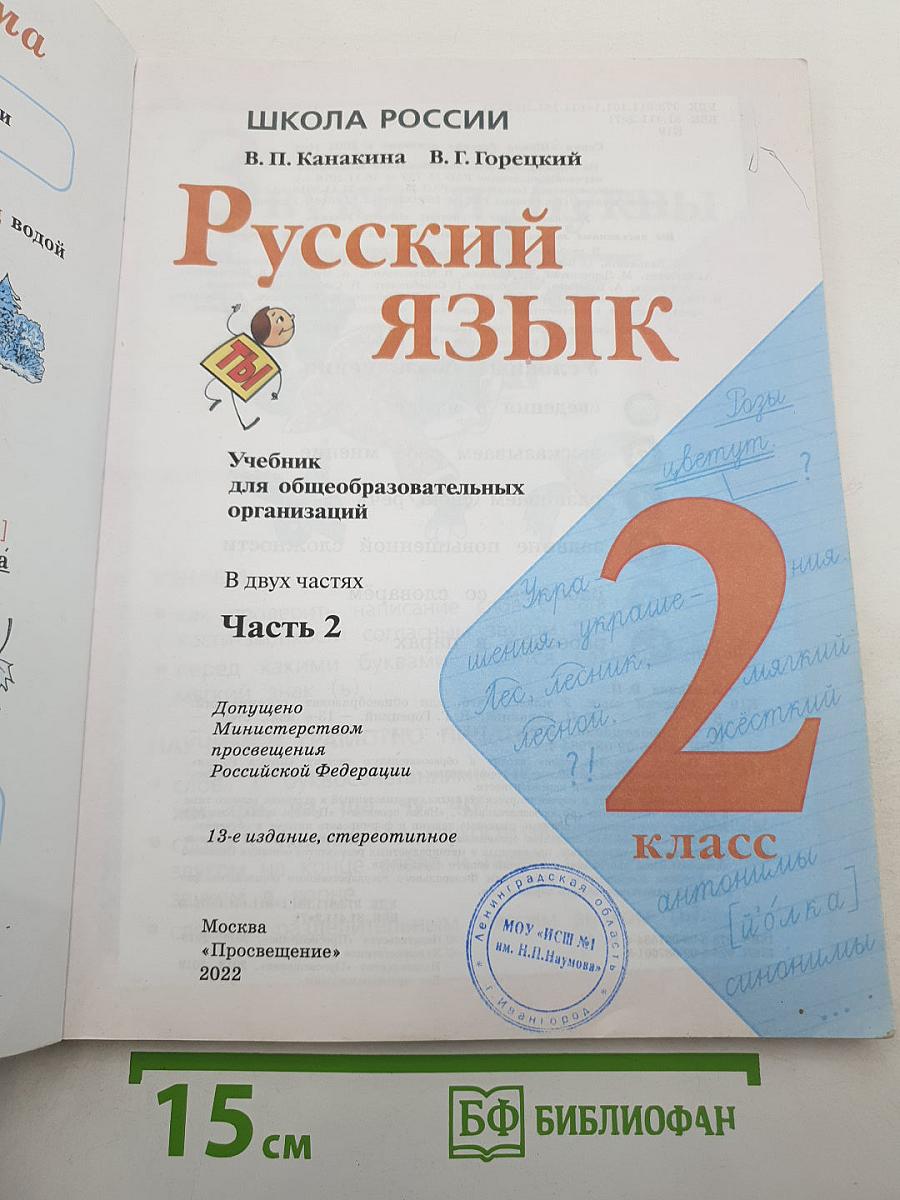 ма
и
водой
]
а́
ШКОЛА РОССИИ
В. П. Канакина В. Г. Горецкий
Русский
язык
ТЫ
Учебник
для общеобразовательных
организаций
В двух частях
Часть 2
Допущено
Министерством
просвещения
Российской Федерации
13-е издание, стереотипное
Москва
«Просвещение»
2022
Розы
цветут.
?
Укра-
шения, украше-
ния.
Лес, лесник,
лесной.
мягкий
жёсткий
?!
2
класс
антонимы
[й'о́лка]
синонимы
....
* Ленинградская область *
МОУ «ИСШ №1
им. Н.П.Наумова»
г. Ивангород
15 см
БФ БИБЛИОФАН